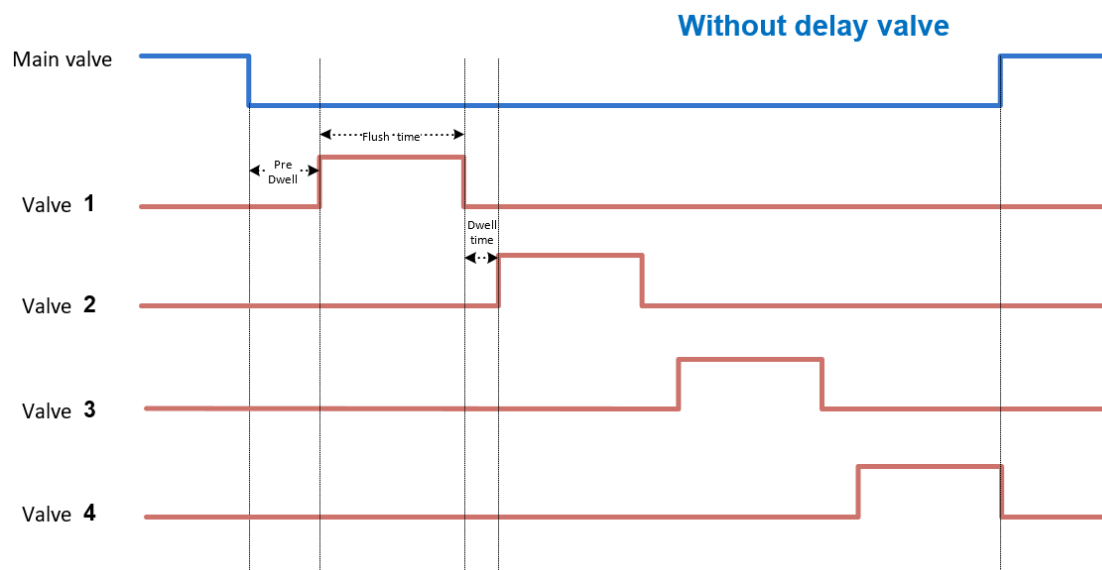 Without delay valve
Main valve
Flush time
Pre
Dwell
Valve 1
Dwell
time
Valve 2
Valve 3
Valve 4